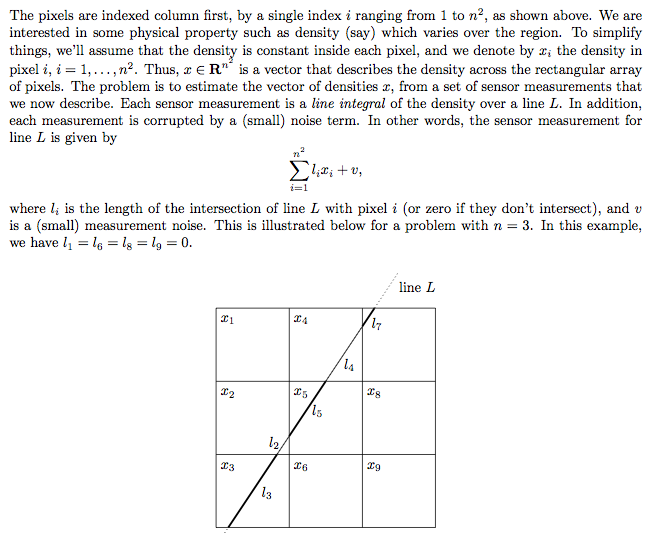 The pixels are indexed column first, by a single index i ranging from 1 to n², as shown above. We are
interested in some physical property such as density (say) which varies over the region. To simplify
things, we'll assume that the density is constant inside each pixel, and we denote by xᵢ the density in
pixel i, i = 1, . . . , n². Thus, x ∈ Rⁿ² is a vector that describes the density across the rectangular array
of pixels. The problem is to estimate the vector of densities x, from a set of sensor measurements that
we now describe. Each sensor measurement is a line integral of the density over a line L. In addition,
each measurement is corrupted by a (small) noise term. In other words, the sensor measurement for
line L is given by
n²
∑ lᵢxᵢ + v,
i=1
where lᵢ is the length of the intersection of line L with pixel i (or zero if they don't intersect), and v
is a (small) measurement noise. This is illustrated below for a problem with n = 3. In this example,
we have l₁ = l₆ = l₈ = l₉ = 0.
line L
x₁ x₄ l₇
l₄
x₂ x₅ x₈
l₅
l₂
x₃ x₆ x₉
l₃